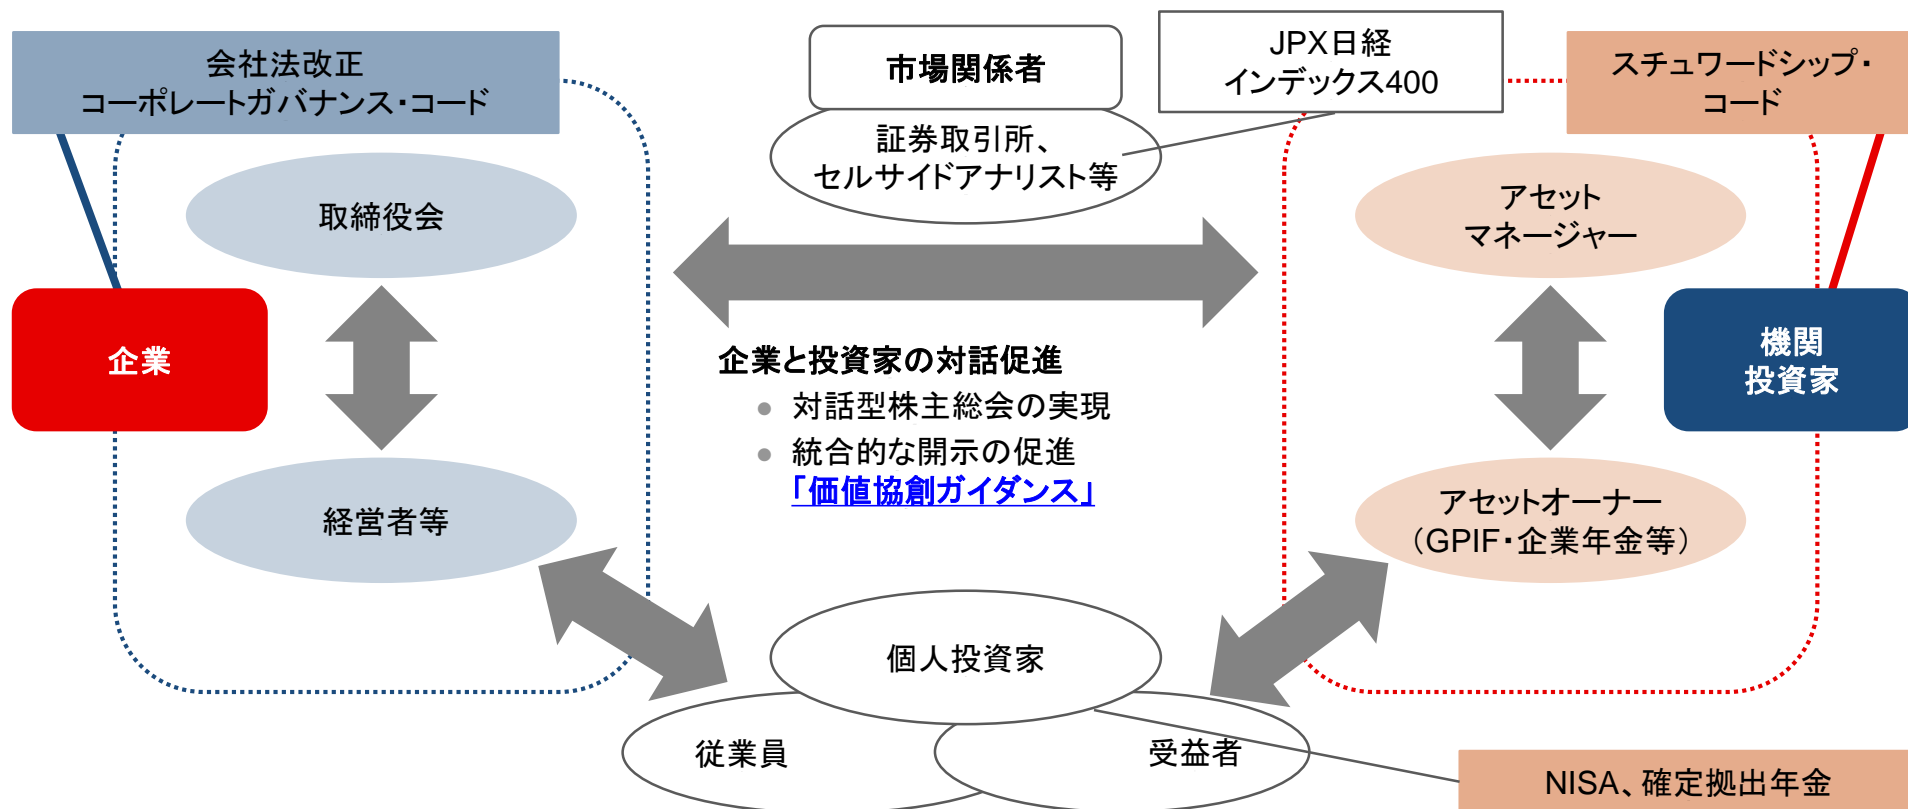 会社法改正
コーポレートガバナンス・コード
市場関係者
JPX日経
インデックス400
スチュワードシップ・
コード
証券取引所、
セルサイドアナリスト等
取締役会
アセット
マネージャー
企業
機関
投資家
企業と投資家の対話促進
● 対話型株主総会の実現
● 統合的な開示の促進
「価値協創ガイダンス」
経営者等
アセットオーナー
（GPIF・企業年金等）
個人投資家
従業員
受益者
NISA、確定拠出年金